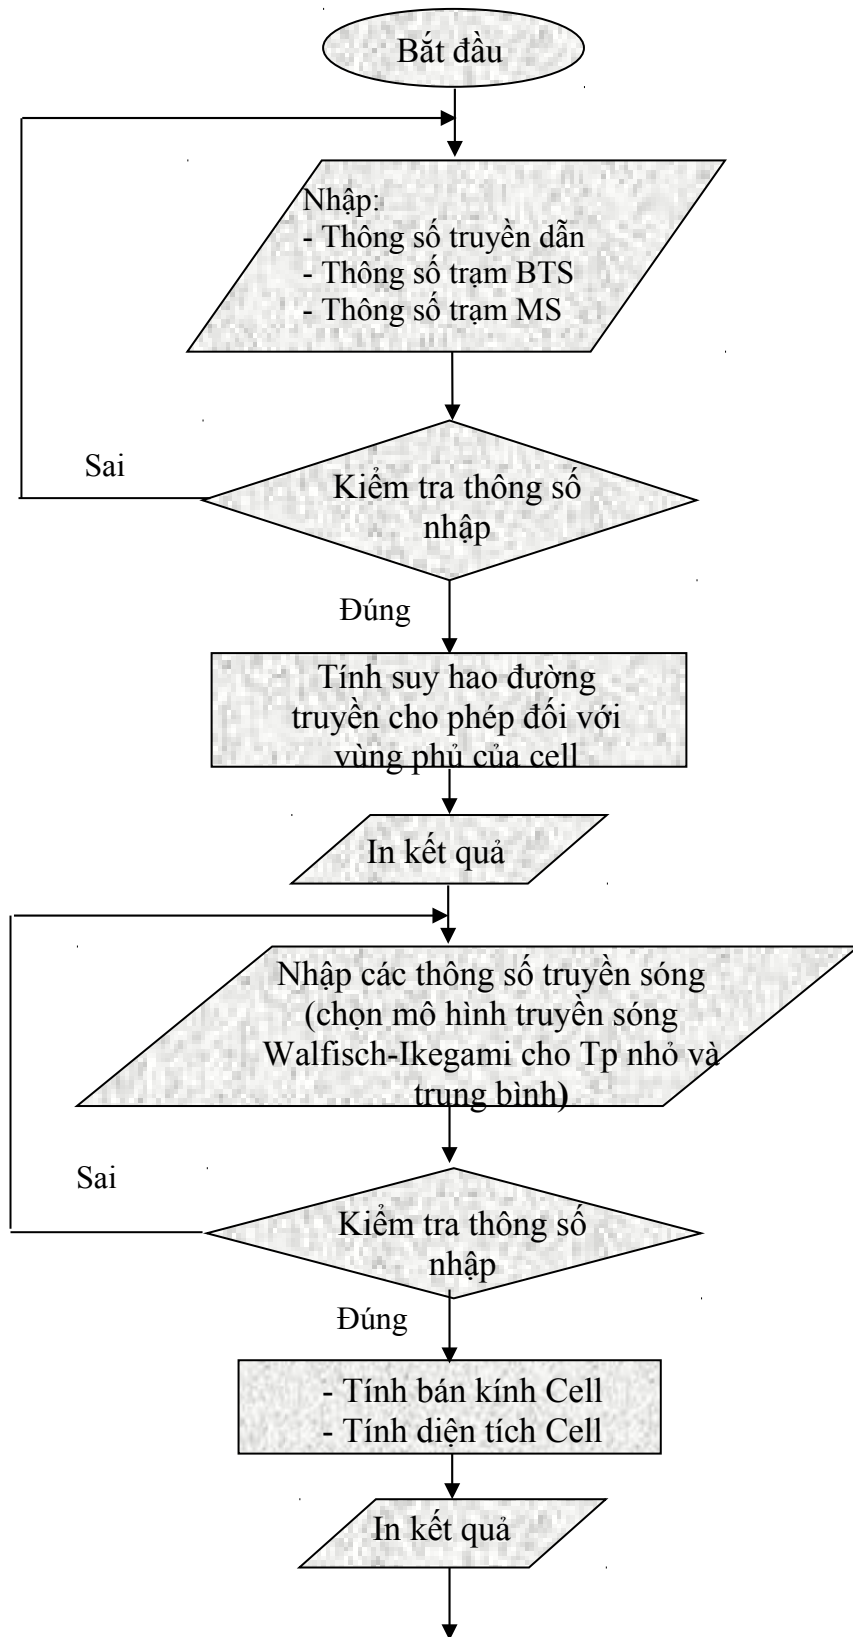 Bắt đầu
Nhập:
- Thông số truyền dẫn
- Thông số trạm BTS
- Thông số trạm MS
Sai
Kiểm tra thông số
nhập
Đúng
Tính suy hao đường
truyền cho phép đối với
vùng phủ của cell
In kết quả
Nhập các thông số truyền sóng
(chọn mô hình truyền sóng
Walfisch-Ikegami cho Tp nhỏ và
trung bình)
Sai
Kiểm tra thông số
nhập
Đúng
- Tính bán kính Cell
- Tính diện tích Cell
In kết quả